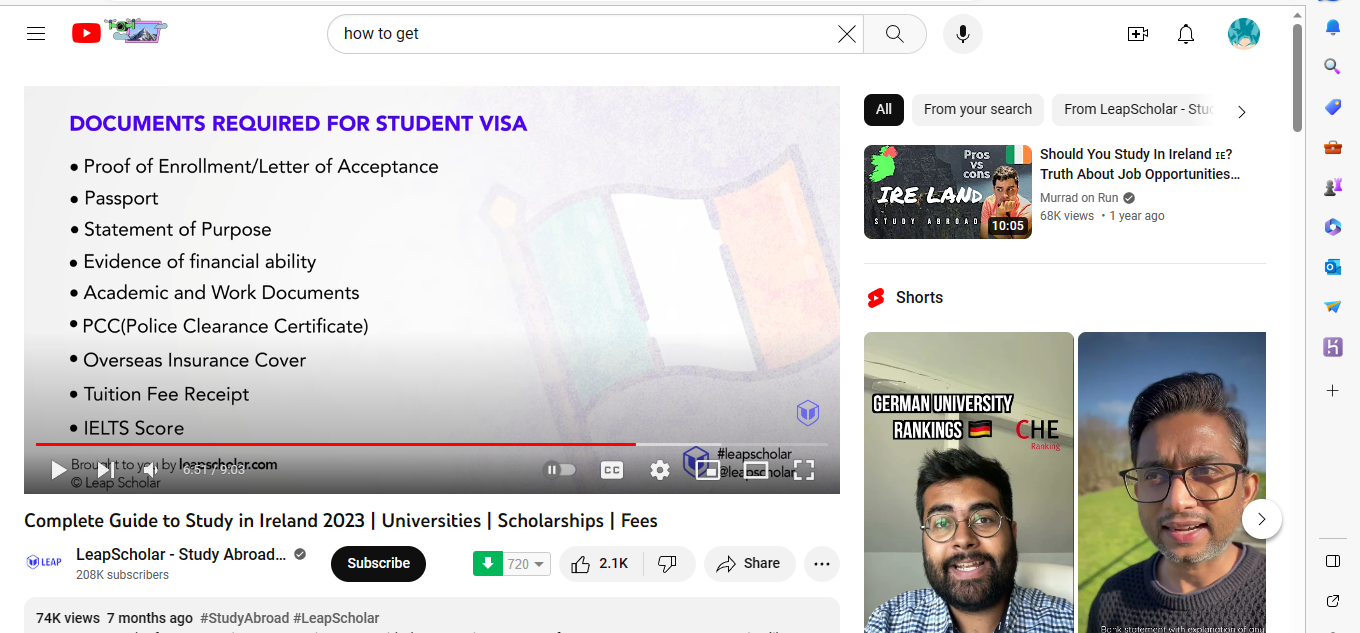 how to get
DOCUMENTS REQUIRED FOR STUDENT VISA
• Proof of Enrollment/Letter of Acceptance
• Passport
• Statement of Purpose
• Evidence of financial ability
• Academic and Work Documents
• PCC(Police Clearance Certificate)
• Overseas Insurance Cover
• Tuition Fee Receipt
• IELTS Score
Brought to you by leapscholar.com
© Leap Scholar
6:51 / 9:03
CC
#leapscholar
@leapscholar
Complete Guide to Study in Ireland 2023 | Universities | Scholarships | Fees
LEAP
LeapScholar - Study Abroad...
208K subscribers
Subscribe
720
2.1K
Share
74K views 7 months ago #StudyAbroad #LeapScholar
All
From your search
From LeapScholar - Stud
Pros
vs
cons
IRELAND
STUDY ABROAD
10:05
Should You Study In Ireland IE?
Truth About Job Opportunities...
Murrad on Run
68K views • 1 year ago
Shorts
GERMAN UNIVERSITY
RANKINGS
CHE
Ranking
Bank statement with explanation of any